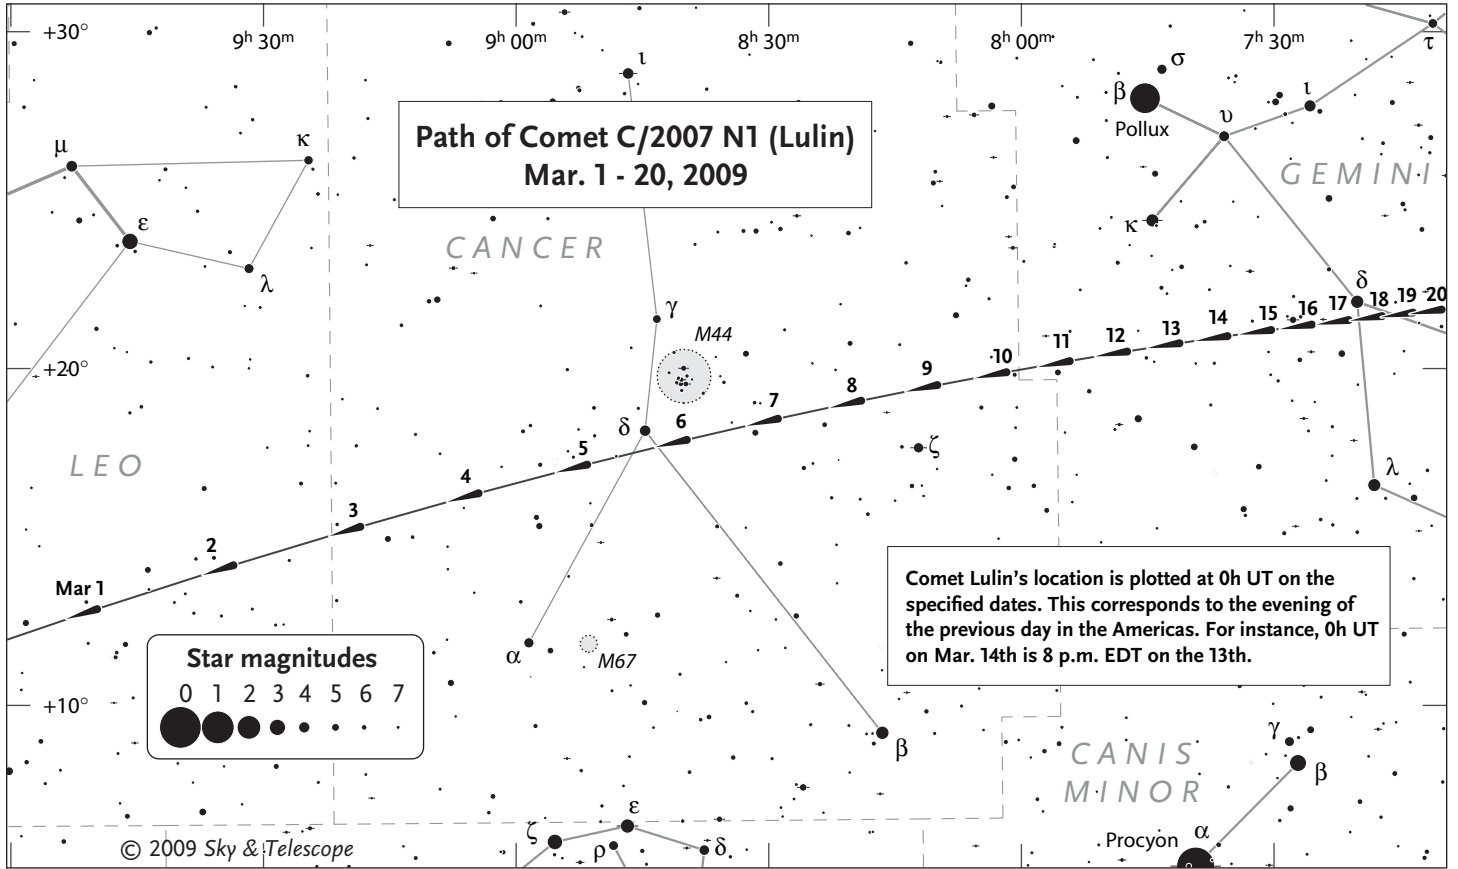 +30°
9ʰ 30ᵐ
9ʰ 00ᵐ
8ʰ 30ᵐ
8ʰ 00ᵐ
7ʰ 30ᵐ
τ
ι
σ
β
Pollux
ι
υ
Path of Comet C/2007 N1 (Lulin)
Mar. 1 - 20, 2009
μ
κ
GEMINI
ε
κ
CANCER
λ
δ
γ
M44
+20°
20
19
18
17
16
15
14
13
12
11
10
9
8
7
6
5
4
3
2
Mar 1
δ
ζ
LEO
λ
Comet Lulin’s location is plotted at 0h UT on the
specified dates. This corresponds to the evening of
the previous day in the Americas. For instance, 0h UT
on Mar. 14th is 8 p.m. EDT on the 13th.
α
M67
Star magnitudes
0 1 2 3 4 5 6 7
+10°
β
γ
β
CANIS
MINOR
ε
ζ
ρ
δ
Procyon
α
© 2009 Sky & Telescope